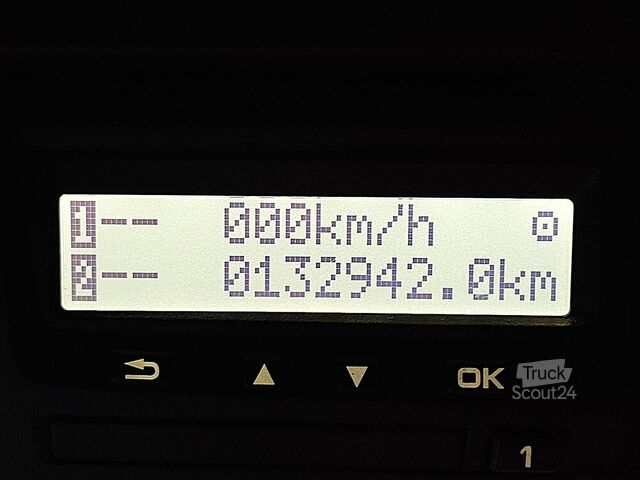 1-- 000km/h
2-- 0132942.0km
OK
Truck
Scout24
1